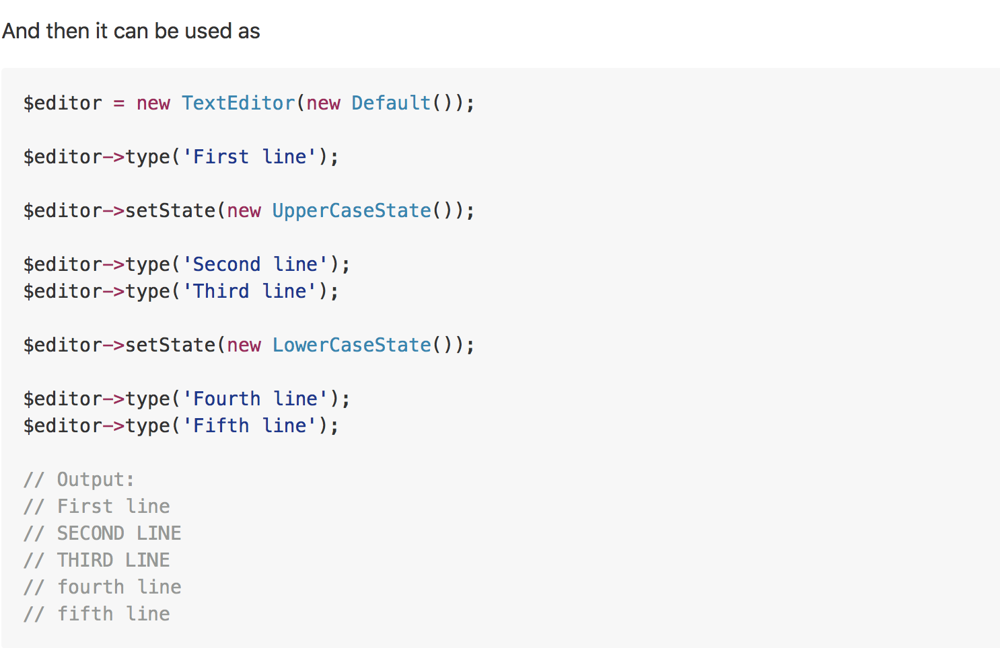 And then it can be used as
$editor = new TextEditor(new Default());
$editor->type('First line');
$editor->setState(new UpperCaseState());
$editor->type('Second line');
$editor->type('Third line');
$editor->setState(new LowerCaseState());
$editor->type('Fourth line');
$editor->type('Fifth line');
// Output:
// First line
// SECOND LINE
// THIRD LINE
// fourth line
// fifth line